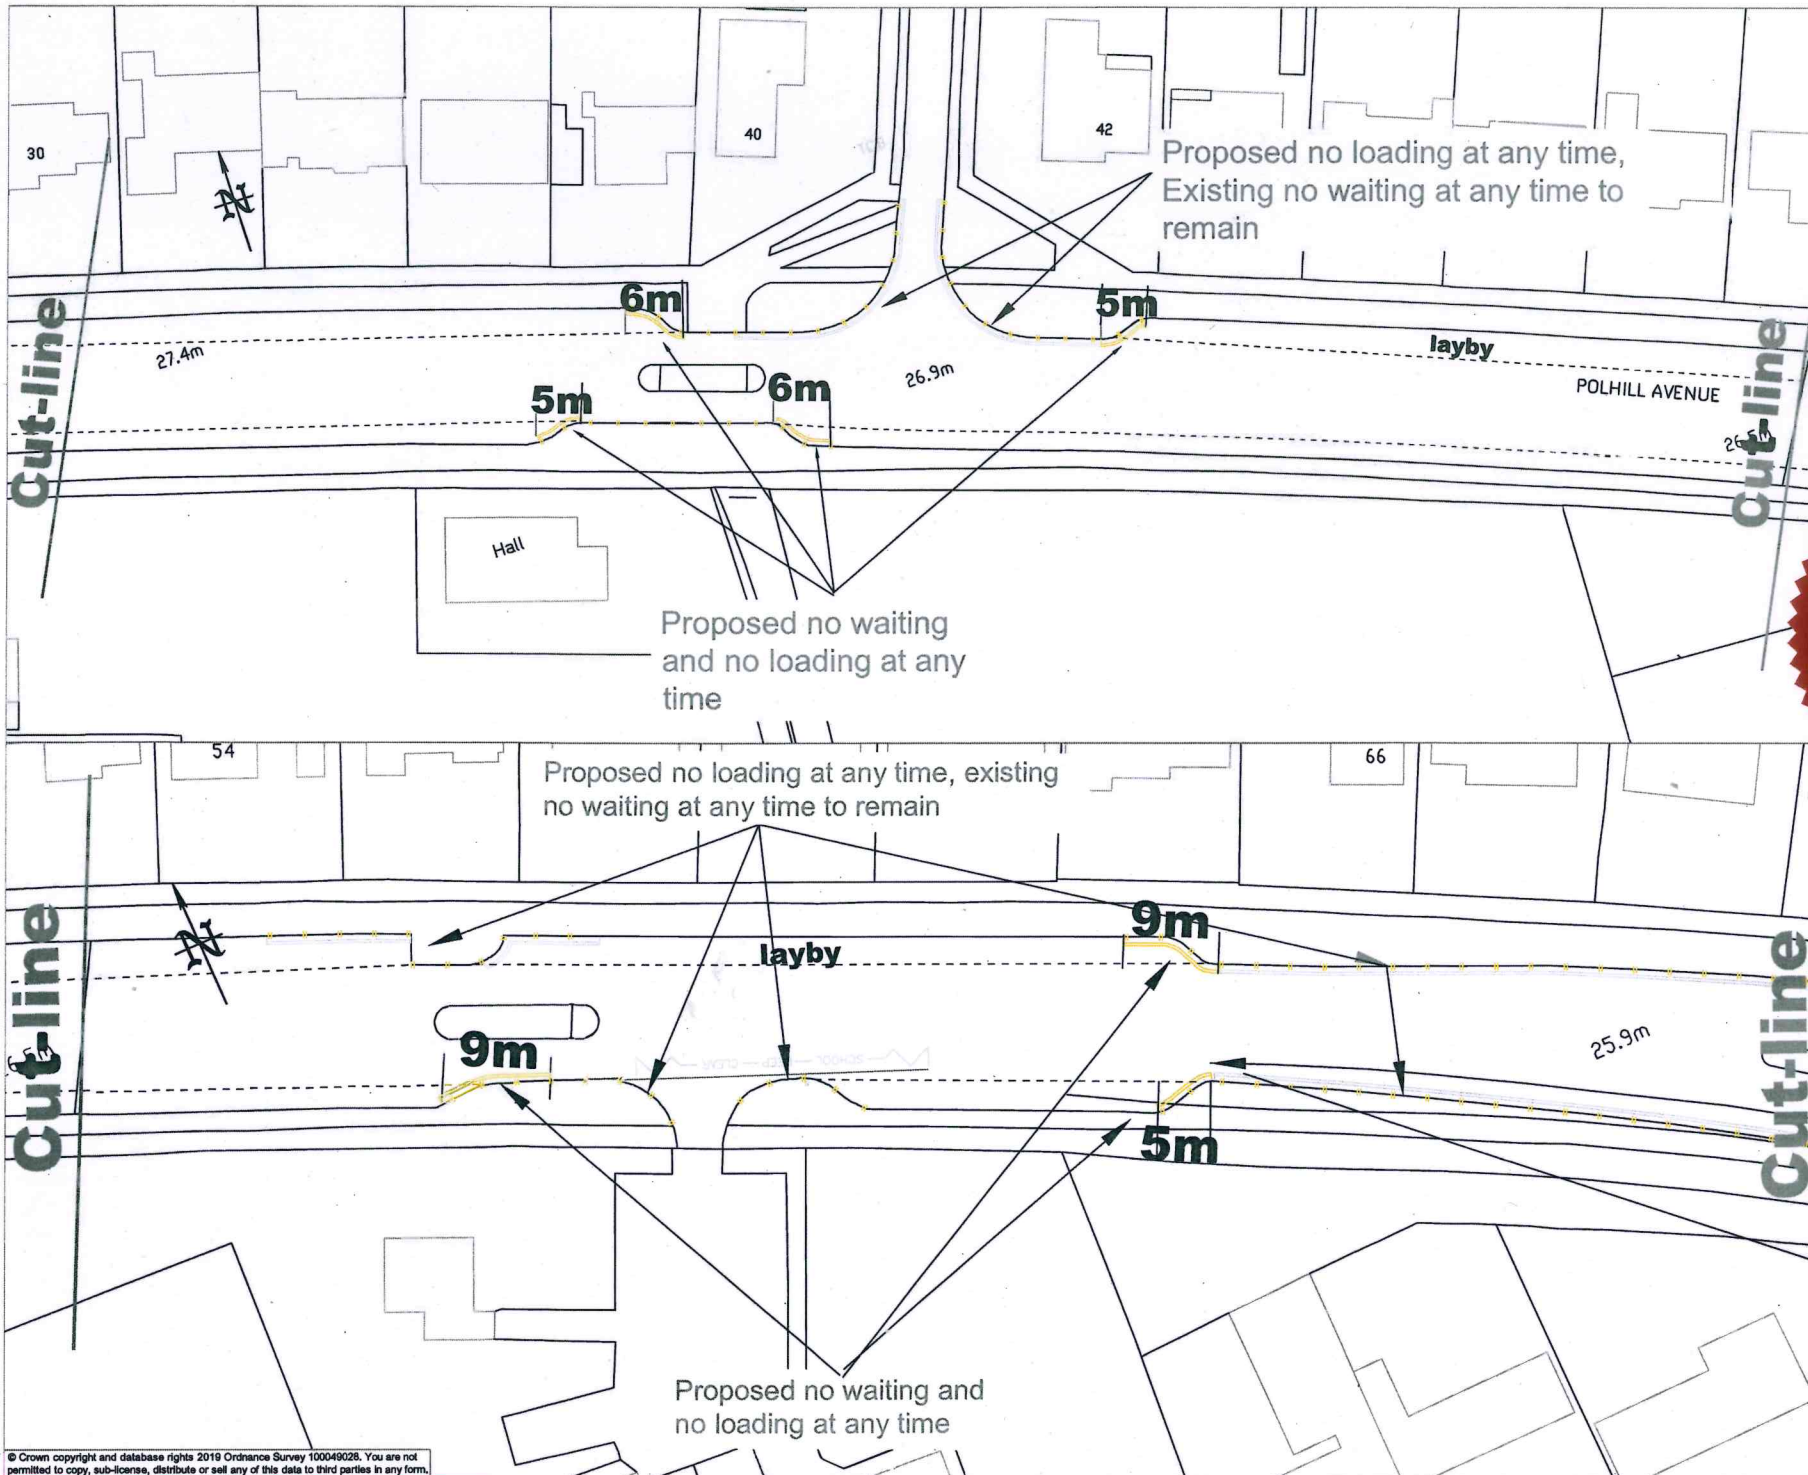 30
40
42
Proposed no loading at any time,
Existing no waiting at any time to
remain
N
6m
5m
Cut-line
27.4m
layby
26.9m
POLHILL AVENUE
Cut-line
5m
6m
Hall
Proposed no waiting
and no loading at any
time
54
66
Proposed no loading at any time, existing
no waiting at any time to remain
N
9m
layby
Cut-line
9m
25.9m
Cut-line
5m
Proposed no waiting and
no loading at any time
© Crown copyright and database rights 2019 Ordnance Survey 100049028. You are not
permitted to copy, sub-license, distribute or sell any of this data to third parties in any form.